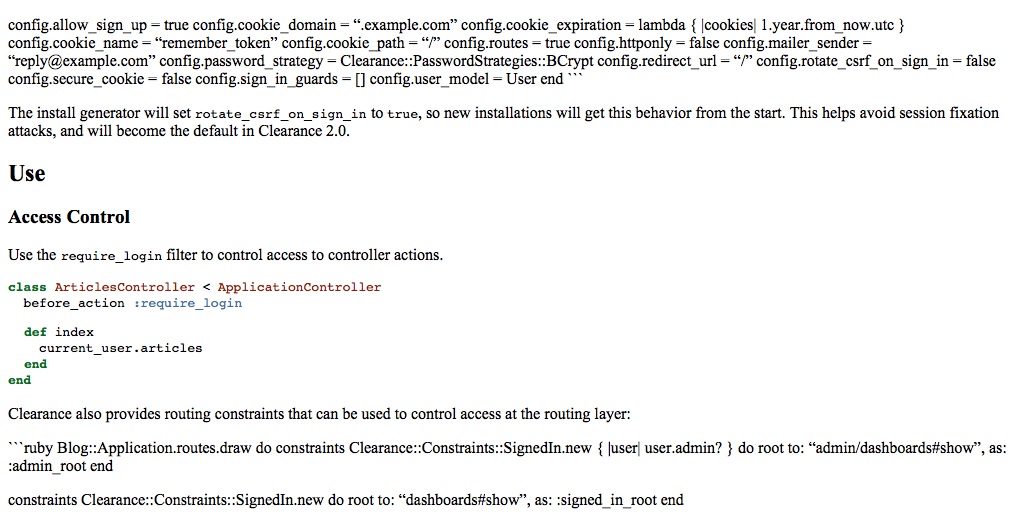 config.allow_sign_up = true config.cookie_domain = “.example.com” config.cookie_expiration = lambda { |cookies| 1.year.from_now.utc }
config.cookie_name = “remember_token” config.cookie_path = “/” config.routes = true config.httponly = false config.mailer_sender =
“reply@example.com” config.password_strategy = Clearance::PasswordStrategies::BCrypt config.redirect_url = “/” config.rotate_csrf_on_sign_in = false
config.secure_cookie = false config.sign_in_guards = [] config.user_model = User end ```
The install generator will set rotate_csrf_on_sign_in to true, so new installations will get this behavior from the start. This helps avoid session fixation
attacks, and will become the default in Clearance 2.0.
Use
Access Control
Use the require_login filter to control access to controller actions.
class ArticlesController < ApplicationController
  before_action :require_login
  def index
    current_user.articles
  end
end
Clearance also provides routing constraints that can be used to control access at the routing layer:
```ruby Blog::Application.routes.draw do constraints Clearance::Constraints::SignedIn.new { |user| user.admin? } do root to: “admin/dashboards#show”, as:
:admin_root end
constraints Clearance::Constraints::SignedIn.new do root to: “dashboards#show”, as: :signed_in_root end